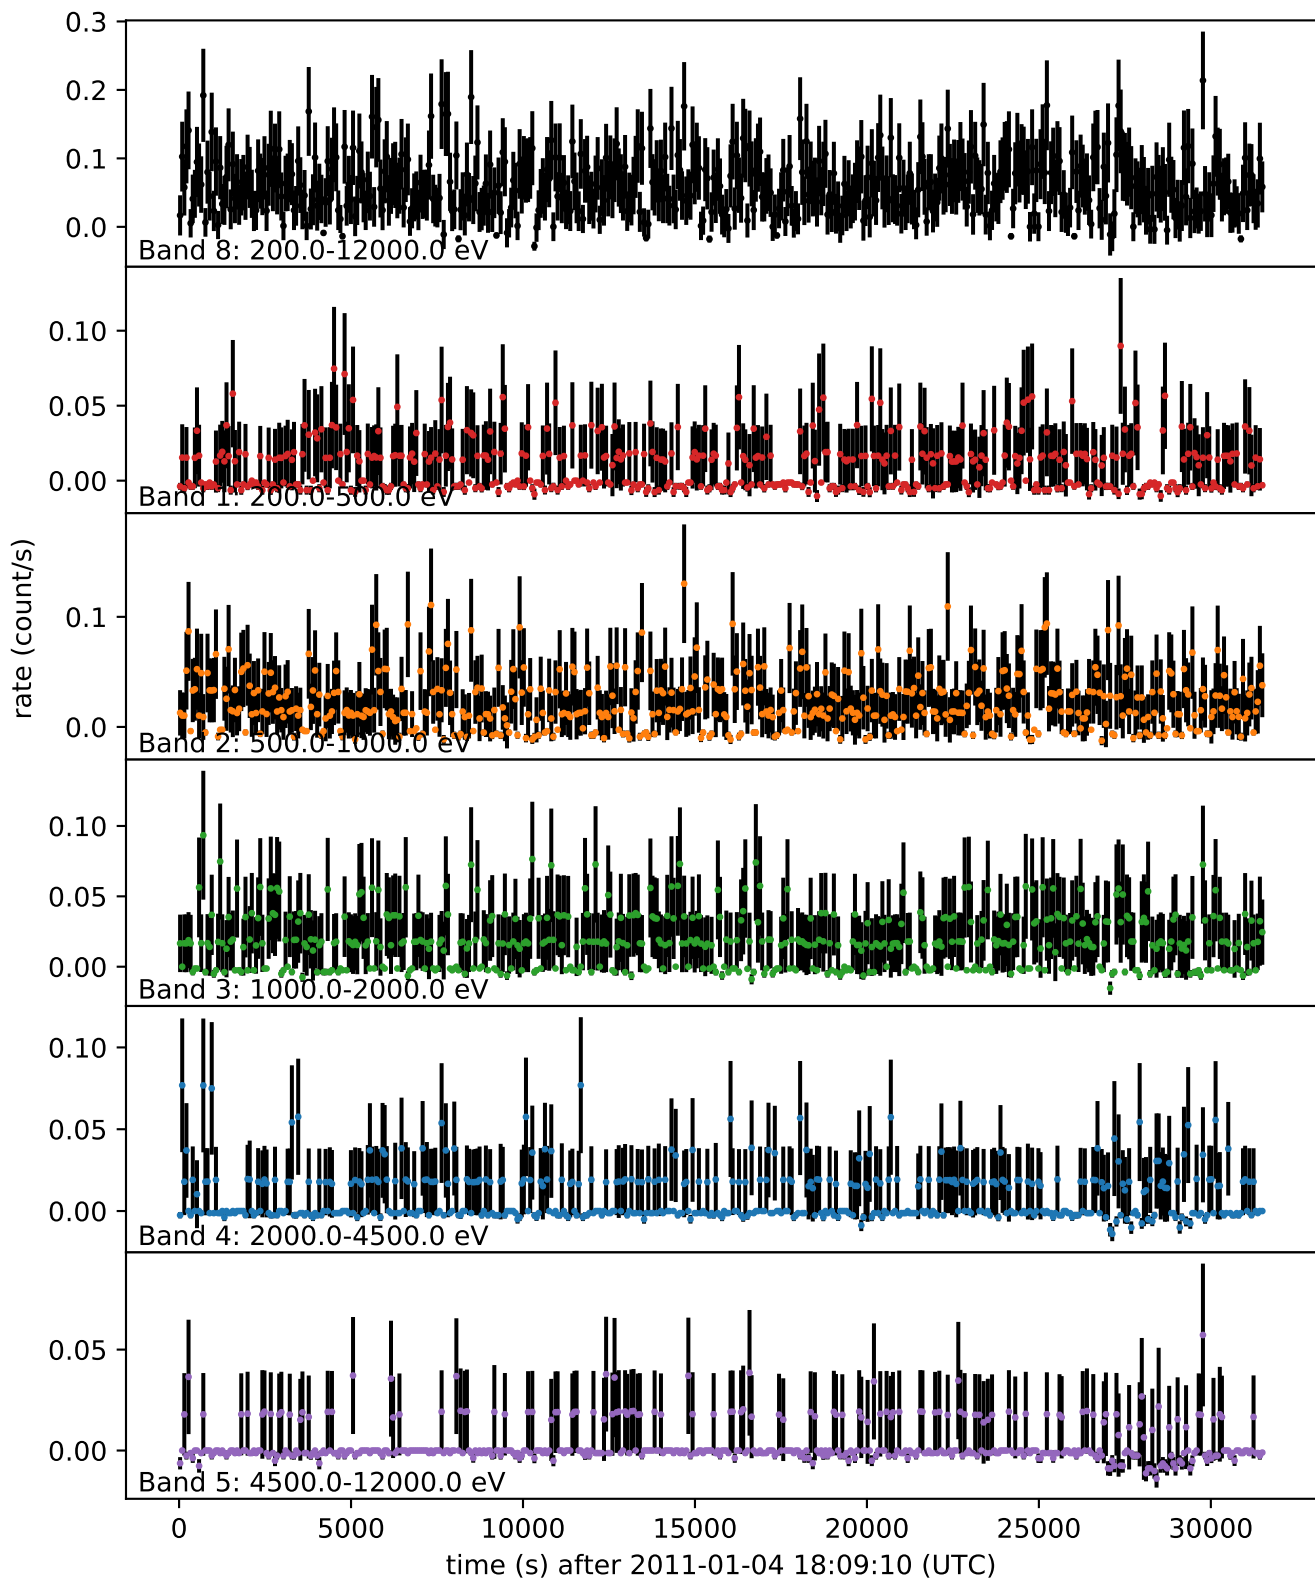 0.3
0.2
0.1
0.0
Band 8: 200.0-12000.0 eV
0.10
0.05
0.00
Band 1: 200.0-500.0 eV
rate (count/s)
0.1
0.0
Band 2: 500.0-1000.0 eV
0.10
0.05
0.00
Band 3: 1000.0-2000.0 eV
0.10
0.05
0.00
Band 4: 2000.0-4500.0 eV
0.05
0.00
Band 5: 4500.0-12000.0 eV
0 5000 10000 15000 20000 25000 30000
time (s) after 2011-01-04 18:09:10 (UTC)